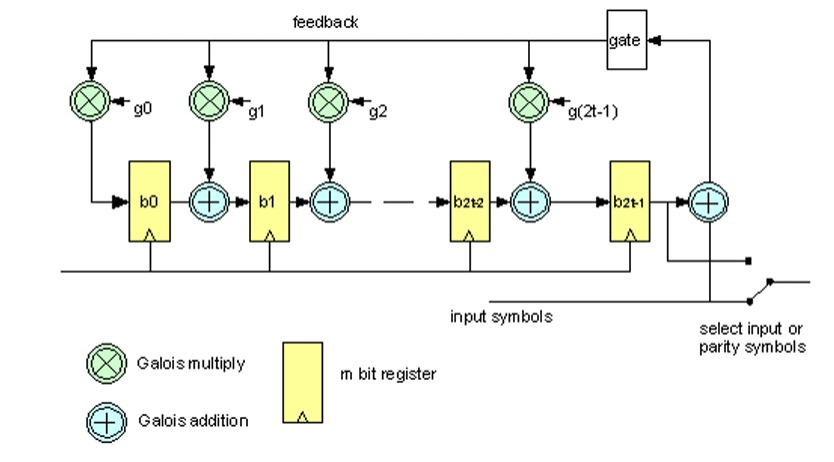 feedback
gate
g0
g1
g2
g(2t-1)
b0
b1
b2t-2
b2t-1
input symbols
select input or
parity symbols
Galois multiply
m bit register
Galois addition